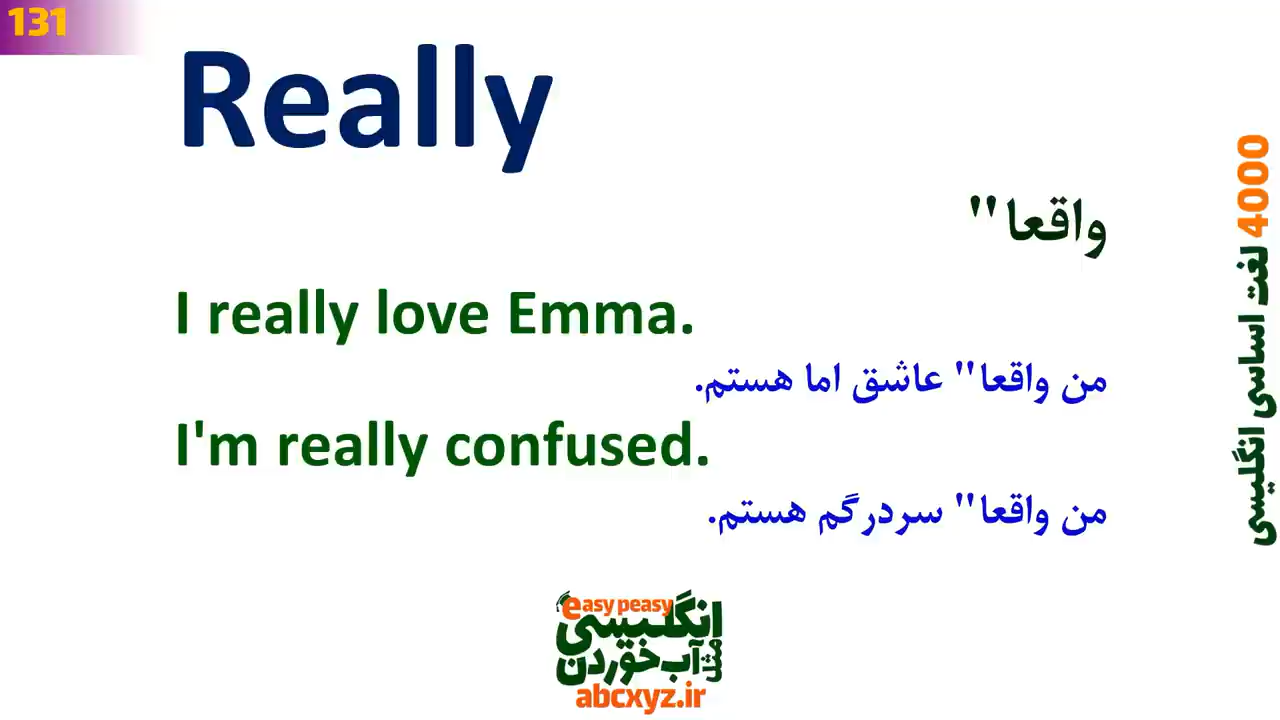 131
Really
واقعا"
I really love Emma.
من واقعا" عاشق اما هستم.
I'm really confused.
من واقعا" سردرگم هستم.
4000 لغت اساسی انگلیسی
easy peasy
انگلیسی
مثل آب خوردن
abcxyz.ir